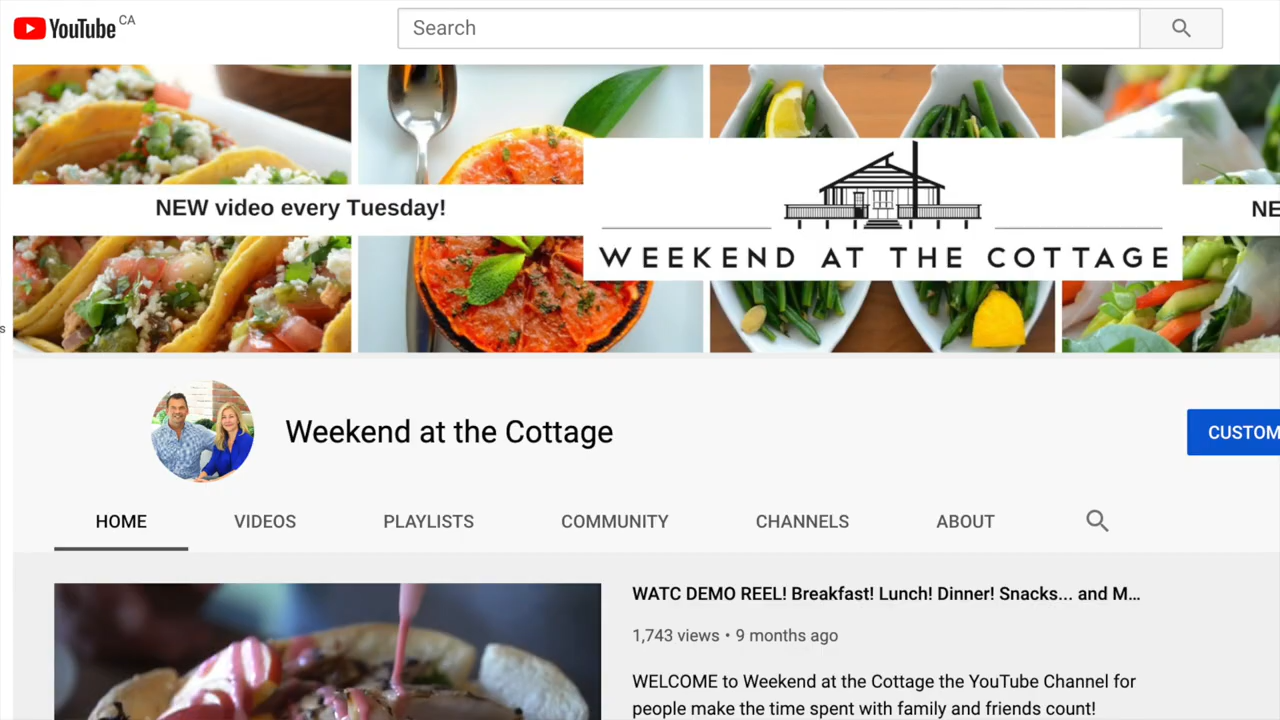 YouTube CA
Search
NEW video every Tuesday!
NE
WEEKEND AT THE COTTAGE
s
Weekend at the Cottage
CUSTOM
HOME
VIDEOS
PLAYLISTS
COMMUNITY
CHANNELS
ABOUT
WATC DEMO REEL! Breakfast! Lunch! Dinner! Snacks... and M...
1,743 views • 9 months ago
WELCOME to Weekend at the Cottage the YouTube Channel for
people make the time spent with family and friends count!